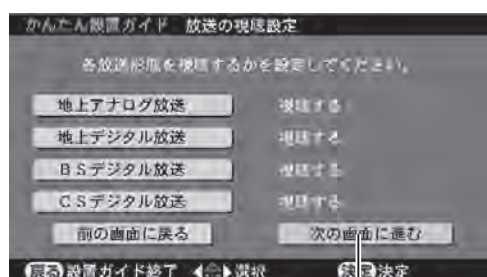 かんたん設置ガイド 放送の視聴設定
各放送形態を視聴するかを設定してください。
地上アナログ放送 視聴する
地上デジタル放送 視聴する
BSデジタル放送 視聴する
CSデジタル放送 視聴する
前の画面に戻る 次の画面に進む
戻る 設置ガイド終了 選択 決定 決定